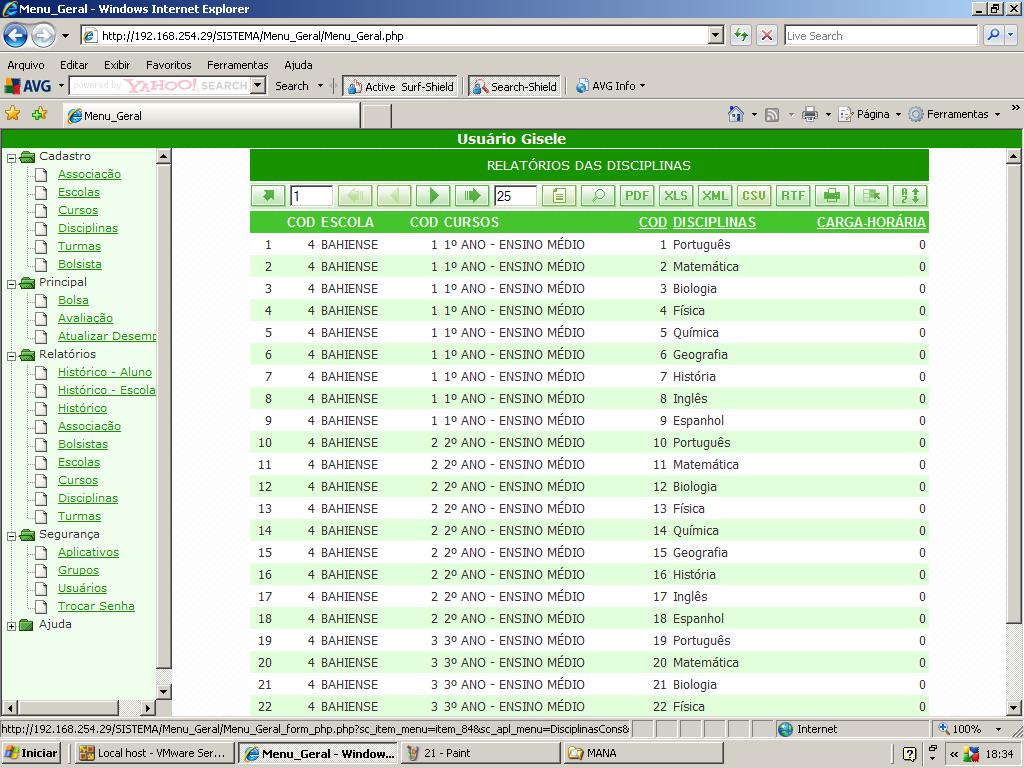 Menu_Geral - Windows Internet Explorer
http://192.168.254.29/SISTEMA/Menu_Geral/Menu_Geral.php
Live Search
Arquivo Editar Exibir Favoritos Ferramentas Ajuda
AVG powered by YAHOO! SEARCH Search Active Surf-Shield Search-Shield AVG Info
Menu_Geral Página Ferramentas »
Usuário Gisele
Cadastro
Associação
Escolas
Cursos
Disciplinas
Turmas
Bolsista
Principal
Bolsa
Avaliação
Atualizar Desemp
Relatórios
Histórico - Aluno
Histórico - Escola
Histórico
Associação
Bolsistas
Escolas
Cursos
Disciplinas
Turmas
Segurança
Aplicativos
Grupos
Usuários
Trocar Senha
Ajuda
RELATÓRIOS DAS DISCIPLINAS
1 25 PDF XLS XML CSV RTF
COD ESCOLA COD CURSOS COD DISCIPLINAS CARGA-HORÁRIA
1 4 BAHIENSE 1 1º ANO - ENSINO MÉDIO 1 Português 0
2 4 BAHIENSE 1 1º ANO - ENSINO MÉDIO 2 Matemática 0
3 4 BAHIENSE 1 1º ANO - ENSINO MÉDIO 3 Biologia 0
4 4 BAHIENSE 1 1º ANO - ENSINO MÉDIO 4 Física 0
5 4 BAHIENSE 1 1º ANO - ENSINO MÉDIO 5 Química 0
6 4 BAHIENSE 1 1º ANO - ENSINO MÉDIO 6 Geografia 0
7 4 BAHIENSE 1 1º ANO - ENSINO MÉDIO 7 História 0
8 4 BAHIENSE 1 1º ANO - ENSINO MÉDIO 8 Inglês 0
9 4 BAHIENSE 1 1º ANO - ENSINO MÉDIO 9 Espanhol 0
10 4 BAHIENSE 2 2º ANO - ENSINO MÉDIO 10 Português 0
11 4 BAHIENSE 2 2º ANO - ENSINO MÉDIO 11 Matemática 0
12 4 BAHIENSE 2 2º ANO - ENSINO MÉDIO 12 Biologia 0
13 4 BAHIENSE 2 2º ANO - ENSINO MÉDIO 13 Física 0
14 4 BAHIENSE 2 2º ANO - ENSINO MÉDIO 14 Química 0
15 4 BAHIENSE 2 2º ANO - ENSINO MÉDIO 15 Geografia 0
16 4 BAHIENSE 2 2º ANO - ENSINO MÉDIO 16 História 0
17 4 BAHIENSE 2 2º ANO - ENSINO MÉDIO 17 Inglês 0
18 4 BAHIENSE 2 2º ANO - ENSINO MÉDIO 18 Espanhol 0
19 4 BAHIENSE 3 3º ANO - ENSINO MÉDIO 19 Português 0
20 4 BAHIENSE 3 3º ANO - ENSINO MÉDIO 20 Matemática 0
21 4 BAHIENSE 3 3º ANO - ENSINO MÉDIO 21 Biologia 0
22 4 BAHIENSE 3 3º ANO - ENSINO MÉDIO 22 Física 0
http://192.168.254.29/SISTEMA/Menu_Geral/Menu_Geral_form_php.php?sc_item_menu=item_84&sc_apl_menu=DisciplinasCons& Internet 100%
Iniciar Local host - VMware Ser... Menu_Geral - Window... 21 - Paint MANA « 18:34